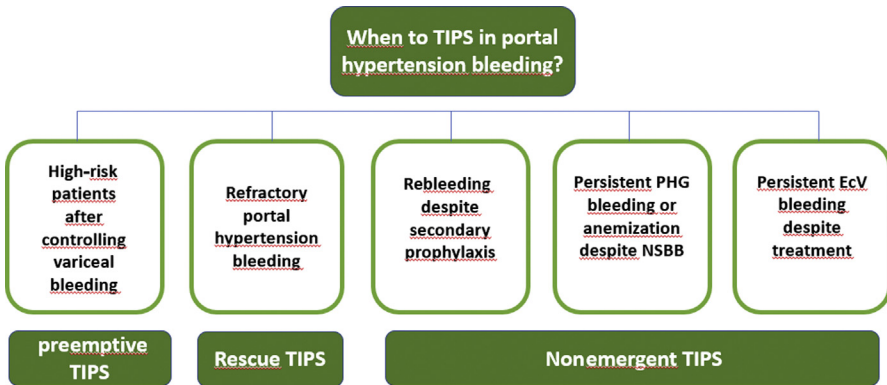 When to TIPS in portal
hypertension bleeding?
High-risk
patients
after
controlling
variceal
bleeding
Refractory
portal
hypertension
bleeding
Rebleeding
despite
secondary
prophylaxis
Persistent PHG
bleeding or
anemization
despite NSBB
Persistent EcV
bleeding
despite
treatment
preemptive
TIPS
Rescue TIPS
Nonemergent TIPS